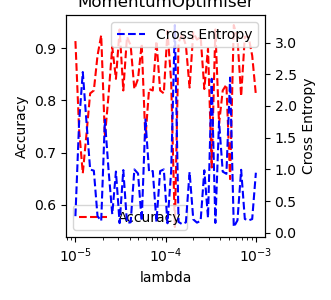 MomentumOptimiser
Cross Entropy
Accuracy
0.9
0.8
0.7
0.6
Accuracy
3.0
2.5
2.0
1.5
1.0
0.5
0.0
Cross Entropy
10⁻⁵
10⁻⁴
10⁻³
lambda